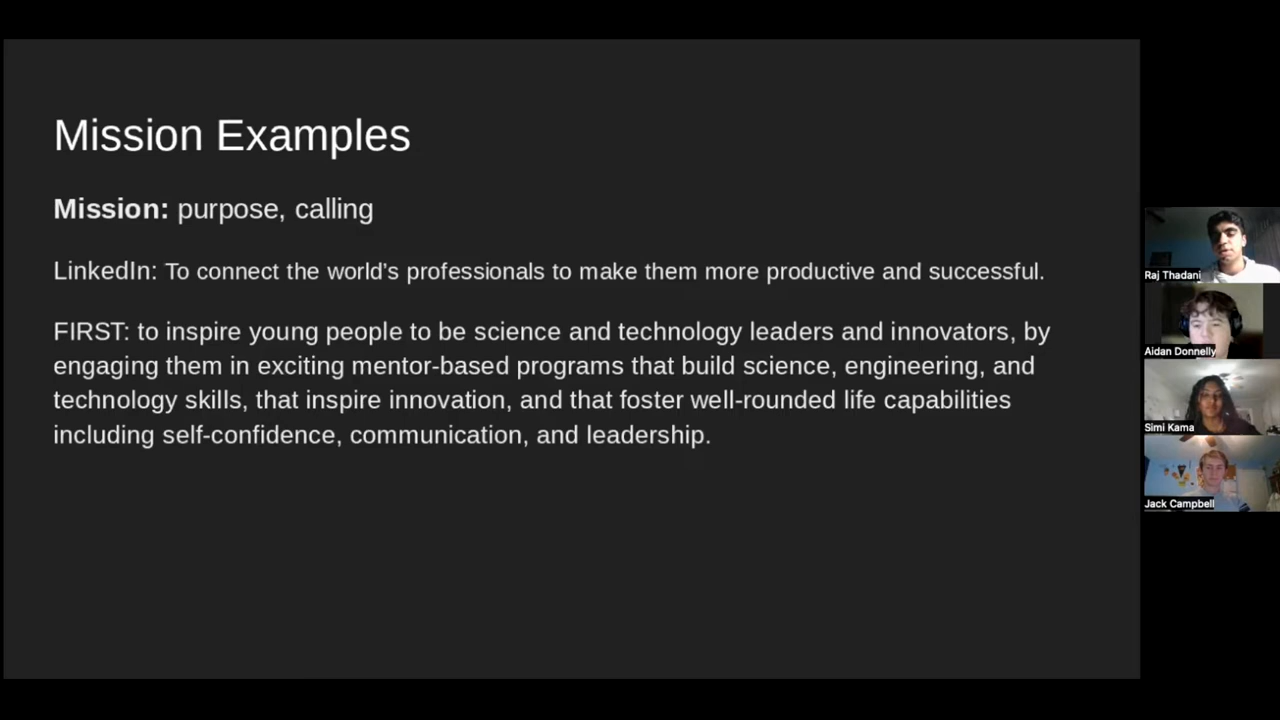 Mission Examples
Mission: purpose, calling
LinkedIn: To connect the world’s professionals to make them more productive and successful.
FIRST: to inspire young people to be science and technology leaders and innovators, by
engaging them in exciting mentor-based programs that build science, engineering, and
technology skills, that inspire innovation, and that foster well-rounded life capabilities
including self-confidence, communication, and leadership.
Raj Thadani
Aidan Donnelly
Simi Kama
Jack Campbell